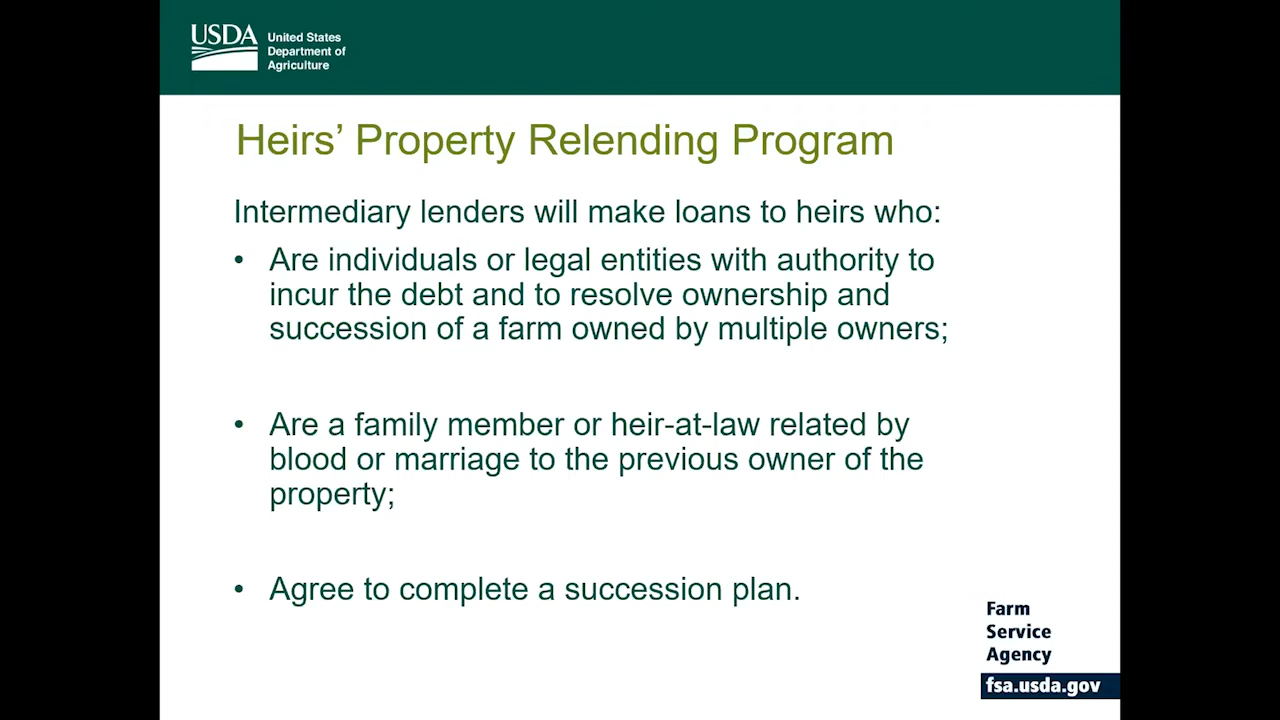 USDA
United States
Department of
Agriculture
Heirs’ Property Relending Program
Intermediary lenders will make loans to heirs who:
• Are individuals or legal entities with authority to
incur the debt and to resolve ownership and
succession of a farm owned by multiple owners;
• Are a family member or heir-at-law related by
blood or marriage to the previous owner of the
property;
• Agree to complete a succession plan.
Farm
Service
Agency
fsa.usda.gov